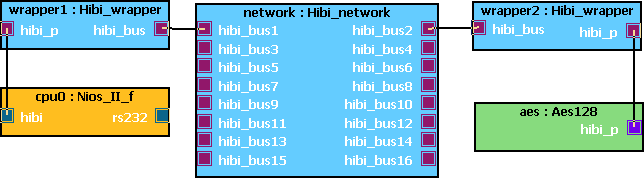 wrapper1 : Hibi_wrapper
hibi_p hibi_bus
network : Hibi_network
hibi_bus1 hibi_bus2
hibi_bus3 hibi_bus4
hibi_bus5 hibi_bus6
hibi_bus7 hibi_bus8
hibi_bus9 hibi_bus10
hibi_bus11 hibi_bus12
hibi_bus13 hibi_bus14
hibi_bus15 hibi_bus16
wrapper2 : Hibi_wrapper
hibi_bus hibi_p
cpu0 : Nios_II_f
hibi rs232
aes : Aes128
hibi_p